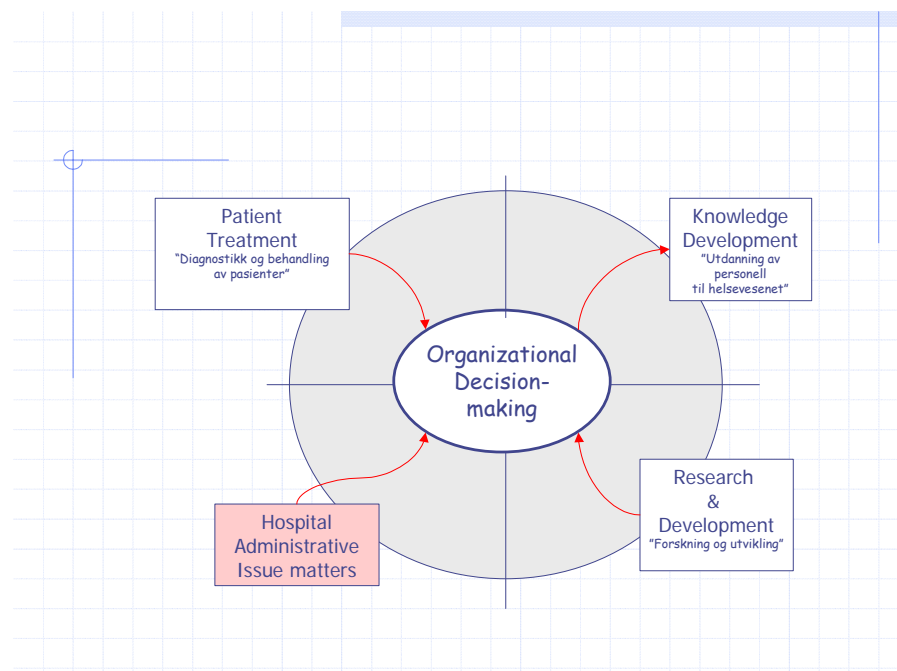 Patient
Treatment
“Diagnostikk og behandling
av pasienter”
Knowledge
Development
”Utdanning av
personell
til helsevesenet”
Organizational
Decision-
making
Hospital
Administrative
Issue matters
Research
&
Development
”Forskning og utvikling”